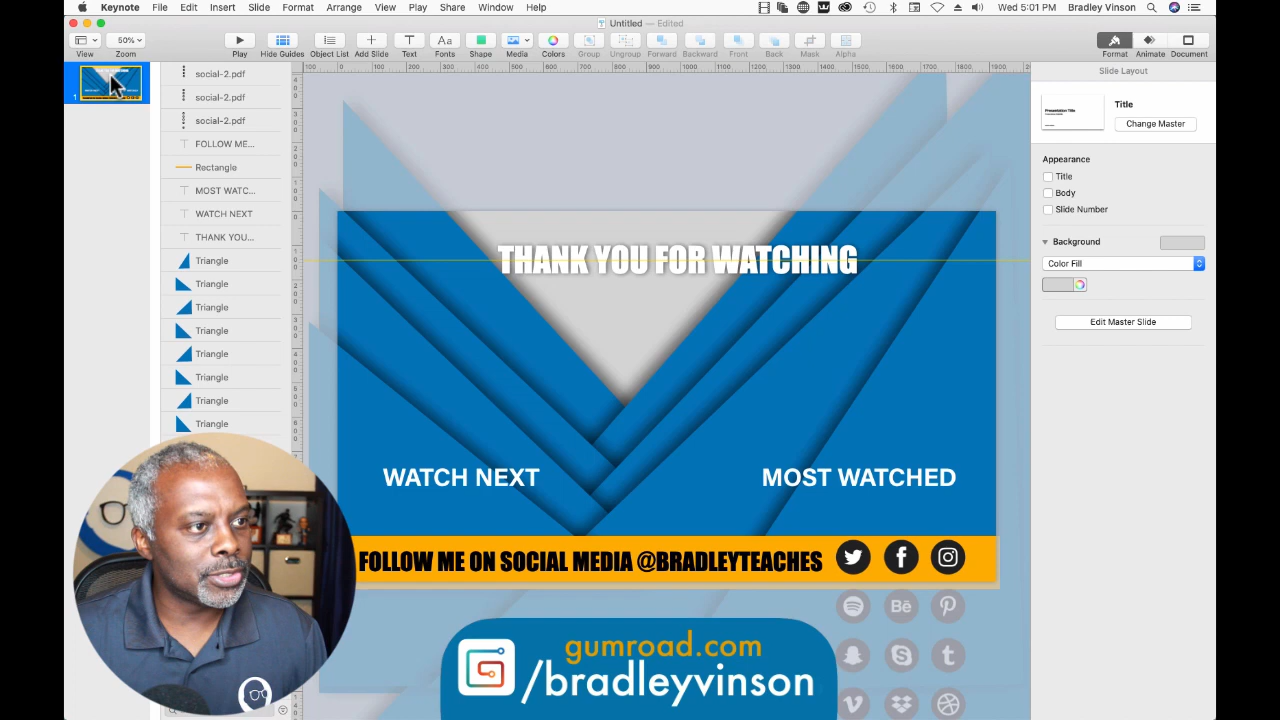 Keynote File Edit Insert Slide Format Arrange View Play Share Window Help
Wed 5:01 PM Bradley Vinson
Untitled — Edited
50%
View Zoom Play Hide Guides Object List Add Slide Text Fonts Shape Media Colors Group Ungroup Forward Backward Front Back Mask Alpha Format Animate Document
Slide Layout
Title
Change Master
Appearance
Title
Body
Slide Number
Background
Color Fill
Edit Master Slide
1
social-2.pdf
social-2.pdf
social-2.pdf
FOLLOW ME...
Rectangle
MOST WATC...
WATCH NEXT
THANK YOU...
Triangle
Triangle
Triangle
Triangle
Triangle
Triangle
Triangle
Triangle
THANK YOU FOR WATCHING
WATCH NEXT
MOST WATCHED
FOLLOW ME ON SOCIAL MEDIA @BRADLEYTEACHES
gumroad.com
/bradleyvinson